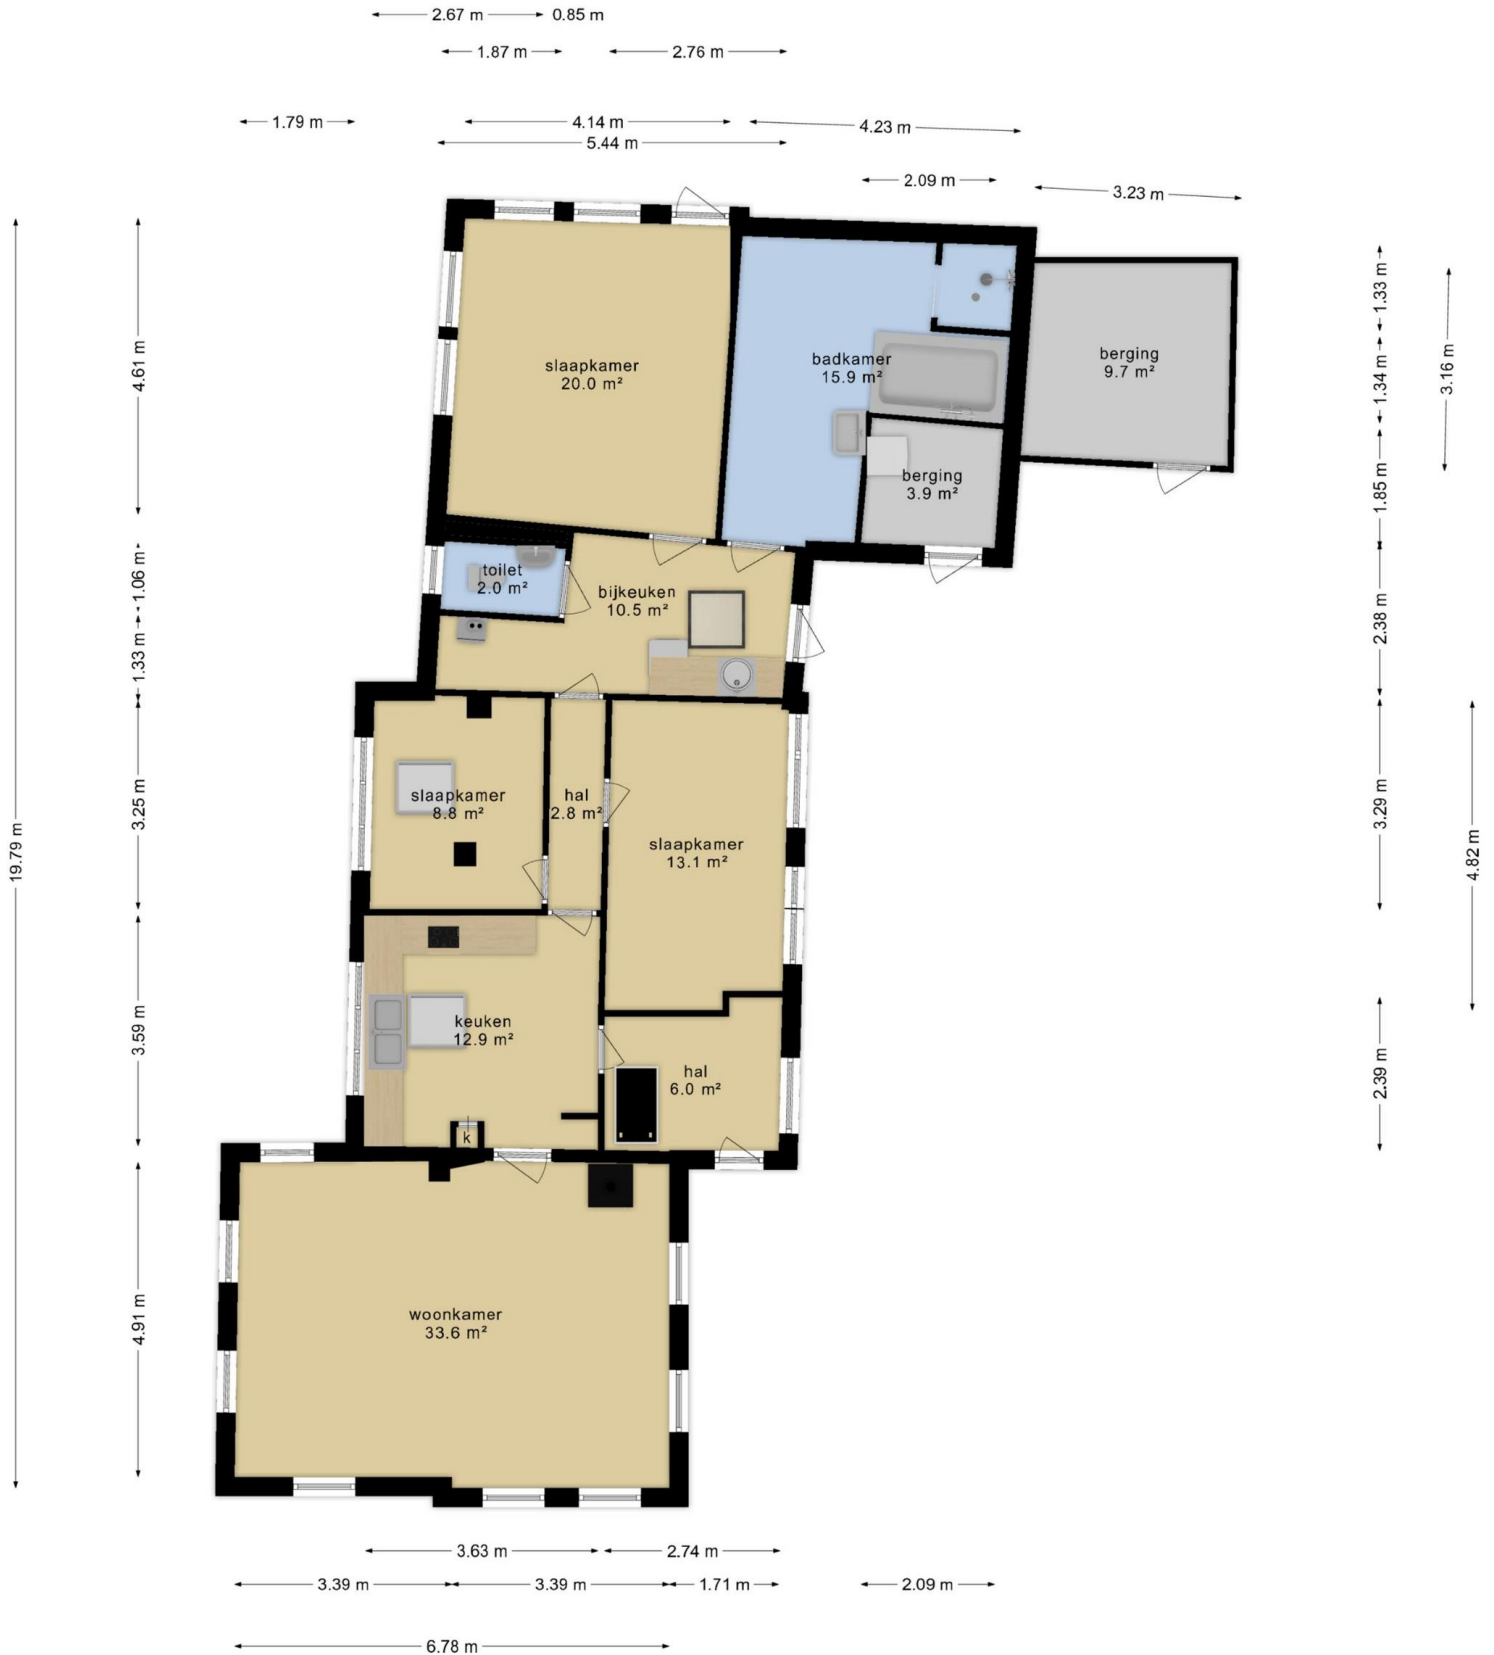 2.67 m
0.85 m
1.87 m
2.76 m
1.79 m
4.14 m
4.23 m
5.44 m
2.09 m
3.23 m
19.79 m
4.61 m
1.06 m
1.33 m
3.25 m
3.59 m
4.91 m
slaapkamer
20.0 m²
badkamer
15.9 m²
berging
9.7 m²
berging
3.9 m²
toilet
2.0 m²
bijkeuken
10.5 m²
slaapkamer
8.8 m²
hal
2.8 m²
slaapkamer
13.1 m²
keuken
12.9 m²
hal
6.0 m²
k
woonkamer
33.6 m²
1.33 m
1.34 m
1.85 m
2.38 m
3.29 m
2.39 m
3.16 m
4.82 m
3.63 m
2.74 m
3.39 m
3.39 m
1.71 m
2.09 m
6.78 m